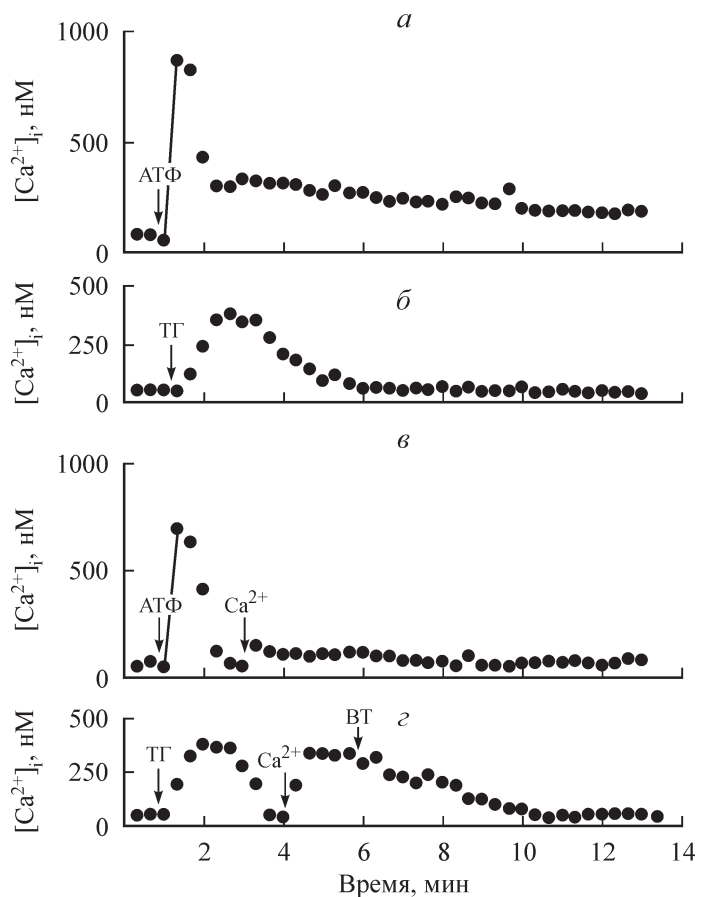 а
1000
500
0
[Ca²⁺]ᵢ, нМ
АТФ
б
500
250
0
[Ca²⁺]ᵢ, нМ
ТГ
в
1000
500
0
[Ca²⁺]ᵢ, нМ
АТФ
Ca²⁺
г
500
250
0
[Ca²⁺]ᵢ, нМ
ТГ
Ca²⁺
ВТ
2 4 6 8 10 12 14
Время, мин